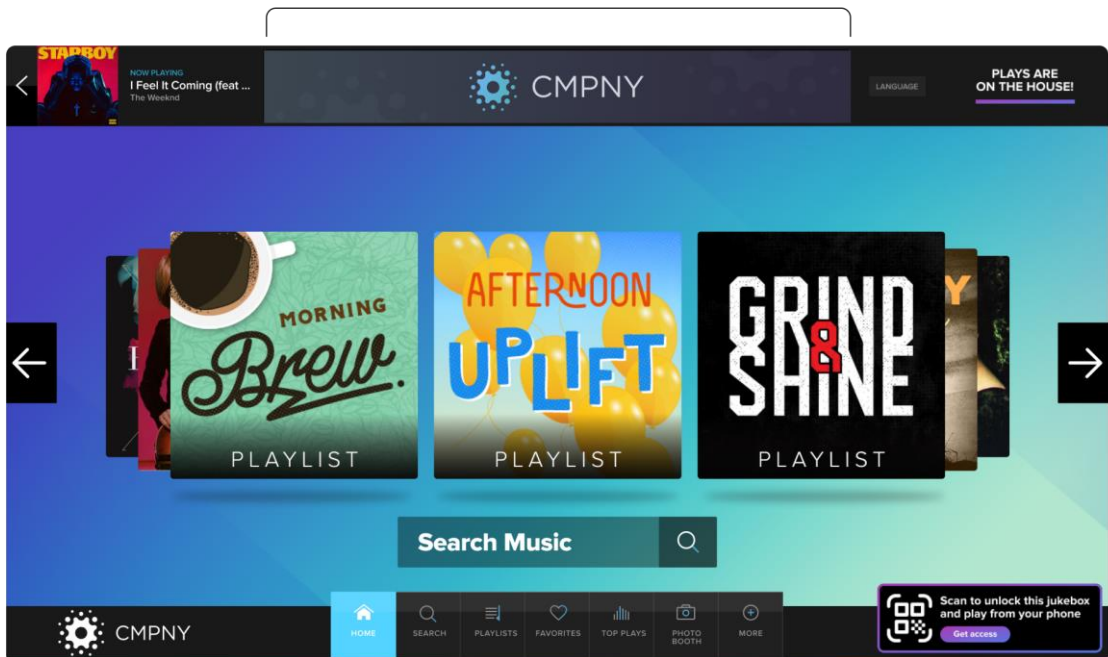 STARBOY
NOW PLAYING
I Feel It Coming (feat ...
The Weeknd
CMPNY
LANGUAGE
PLAYS ARE
ON THE HOUSE!
MORNING
Brew.
PLAYLIST
AFTERNOON
UPLIFT
PLAYLIST
GRIND
&
SHINE
PLAYLIST
Search Music
CMPNY
HOME
SEARCH
PLAYLISTS
FAVORITES
TOP PLAYS
PHOTO
BOOTH
MORE
Scan to unlock this jukebox
and play from your phone
Get access